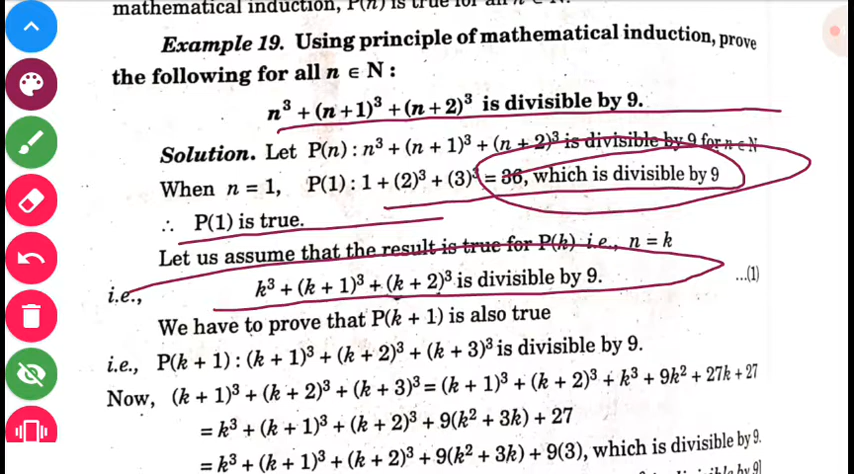 mathematical induction, P(n) is true for all n ∈ N.
Example 19. Using principle of mathematical induction, prove
the following for all n ∈ N :
n³ + (n + 1)³ + (n + 2)³ is divisible by 9.
Solution. Let P(n) : n³ + (n + 1)³ + (n + 2)³ is divisible by 9 for n ∈ N
When n = 1, P(1) : 1 + (2)³ + (3)³ = 36, which is divisible by 9
∴ P(1) is true.
Let us assume that the result is true for P(k) i.e., n = k
i.e., k³ + (k + 1)³ + (k + 2)³ is divisible by 9. ...(1)
We have to prove that P(k + 1) is also true
i.e., P(k + 1) : (k + 1)³ + (k + 2)³ + (k + 3)³ is divisible by 9.
Now, (k + 1)³ + (k + 2)³ + (k + 3)³ = (k + 1)³ + (k + 2)³ + k³ + 9k² + 27k + 27
= k³ + (k + 1)³ + (k + 2)³ + 9(k² + 3k) + 27
= k³ + (k + 1)³ + (k + 2)³ + 9(k² + 3k) + 9(3), which is divisible by 9.